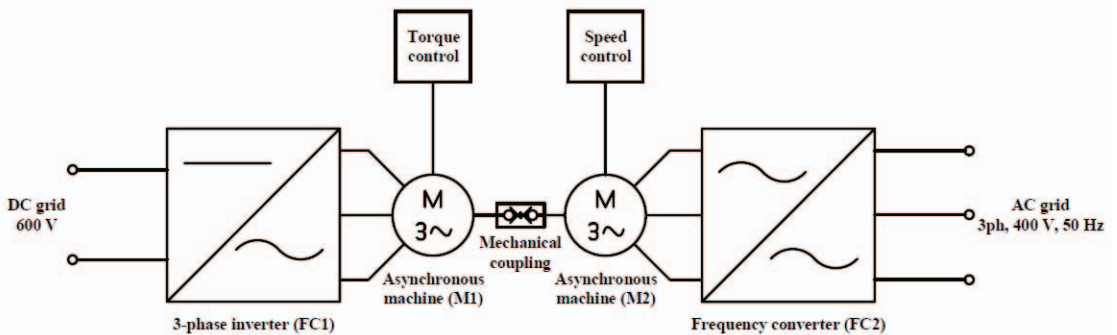 Torque
control
Speed
control
DC grid
600 V
M
3~
Mechanical
coupling
M
3~
AC grid
3ph, 400 V, 50 Hz
Asynchronous
machine (M1)
Asynchronous
machine (M2)
3-phase inverter (FC1)
Frequency converter (FC2)